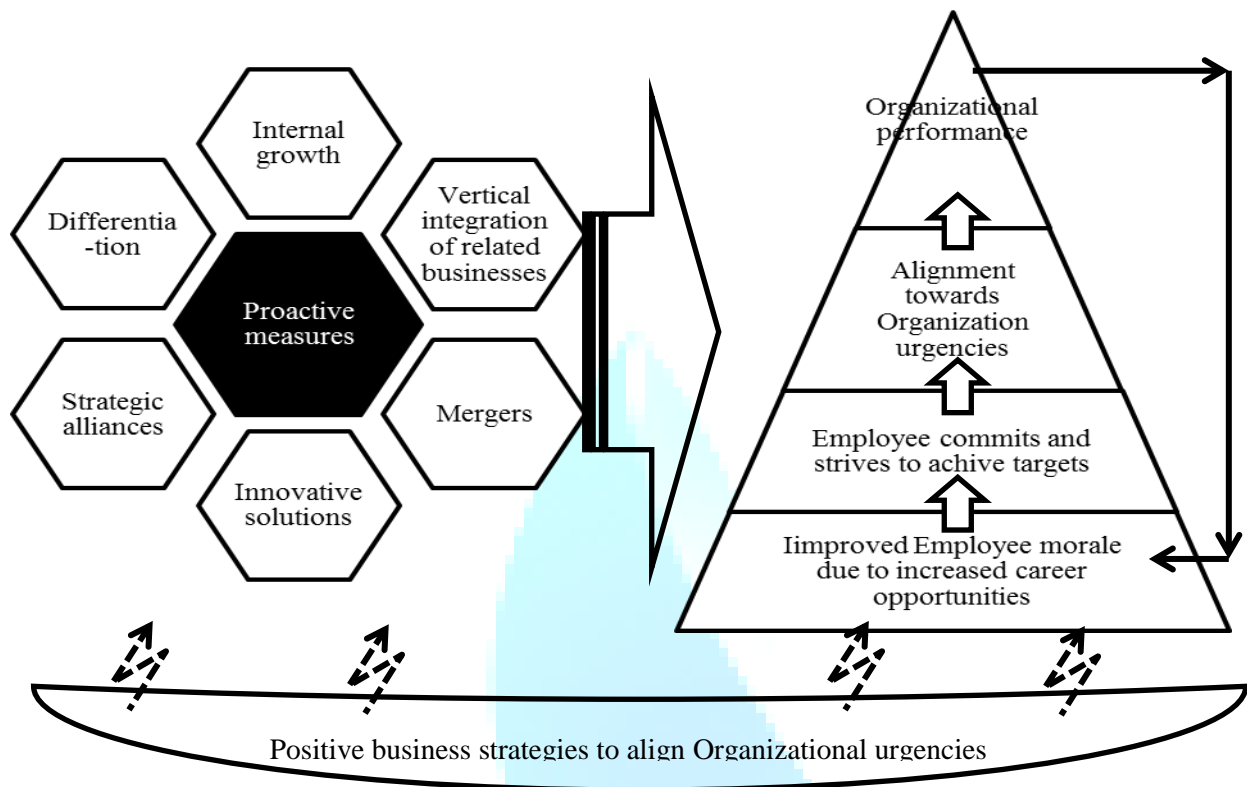 Internal
growth
Differentia
-tion
Vertical
integration
of related
businesses
Proactive
measures
Strategic
alliances
Mergers
Innovative
solutions
Organizational
performance
Alignment
towards
Organization
urgencies
Employee commits and
strives to achive targets
Iimproved Employee morale
due to increased career
opportunities
Positive business strategies to align Organizational urgencies